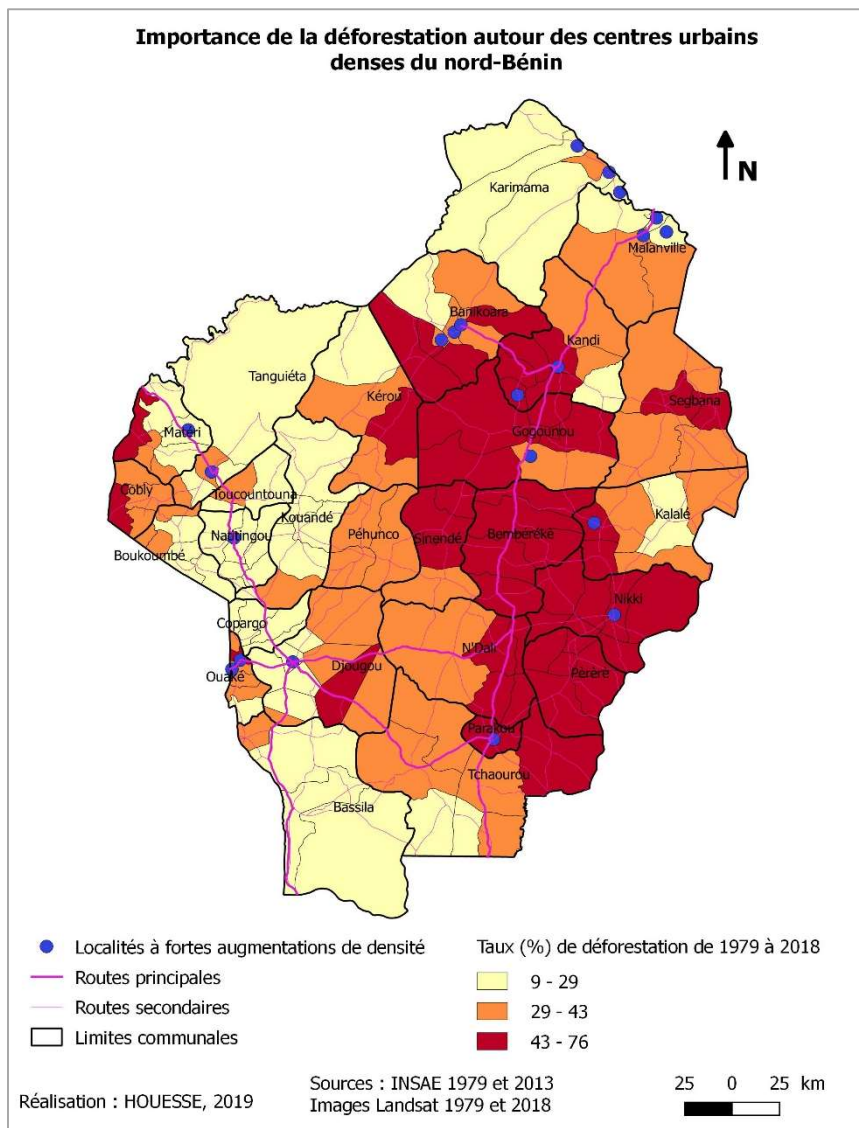 Importance de la déforestation autour des centres urbains
denses du nord-Bénin
N
Karimama
Malanville
Banikoara
Kandi
Tanguiéta
Kérou
Segbana
Matéri
Gogounou
Cobly
Toucountouna
Kouandé
Kalalé
Natitingou
Péhunco
Sinendé
Bembèrèkè
Boukoumbé
Nikki
Copargo
N'Dali
Ouaké
Djougou
Pèrèrè
Parakou
Tchaourou
Bassila
Localités à fortes augmentations de densité
Routes principales
Routes secondaires
Limites communales
Taux (%) de déforestation de 1979 à 2018
9 - 29
29 - 43
43 - 76
Réalisation : HOUESSE, 2019
Sources : INSAE 1979 et 2013
Images Landsat 1979 et 2018
25 0 25 km